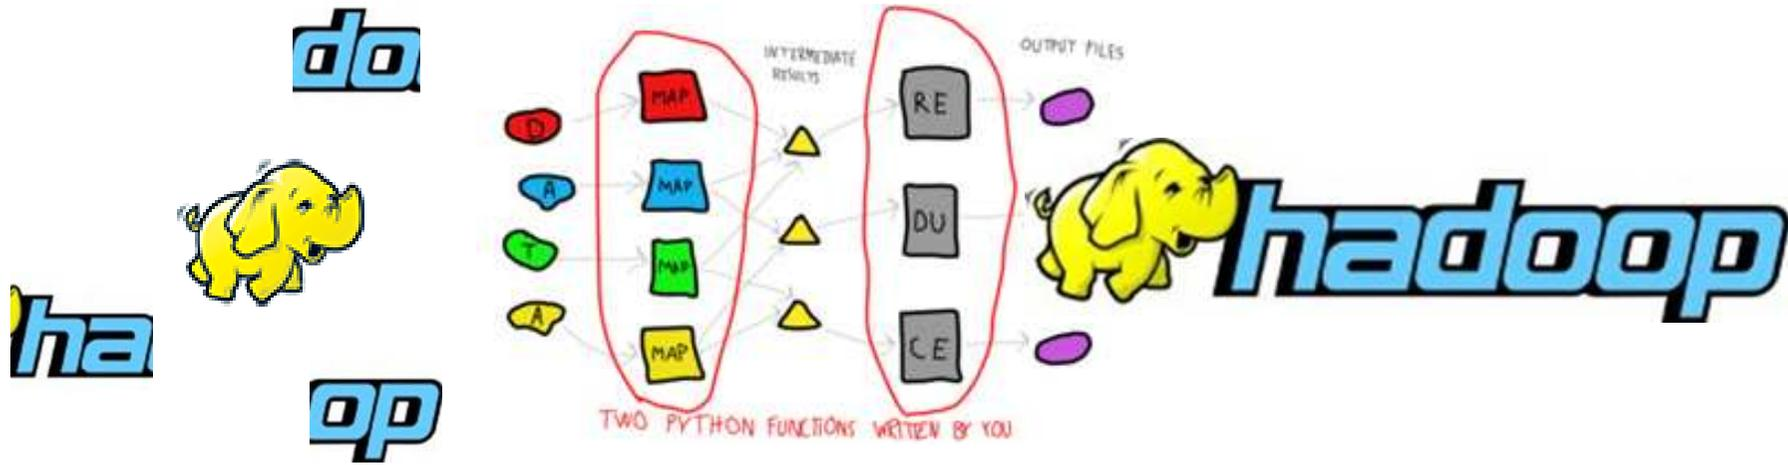 do
ha
op
D
A
T
A
MAP
MAP
MAP
MAP
INTERMEDIATE
RESULTS
RE
DU
CE
OUTPUT FILES
TWO PYTHON FUNCTIONS WRITTEN BY YOU
hadoop